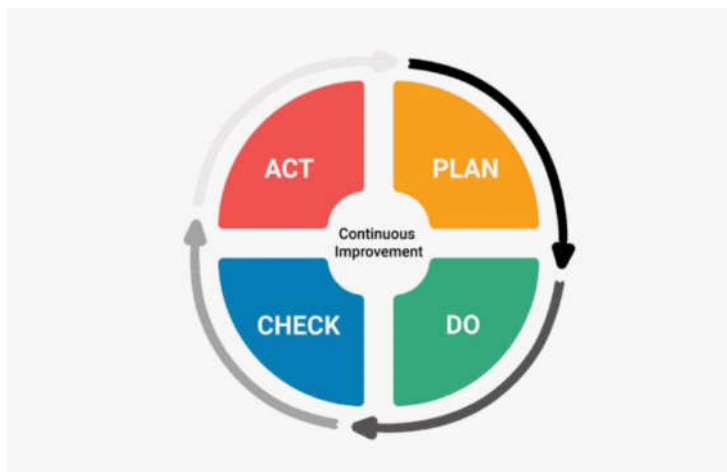 ACT
PLAN
Continuous
Improvement
CHECK
DO